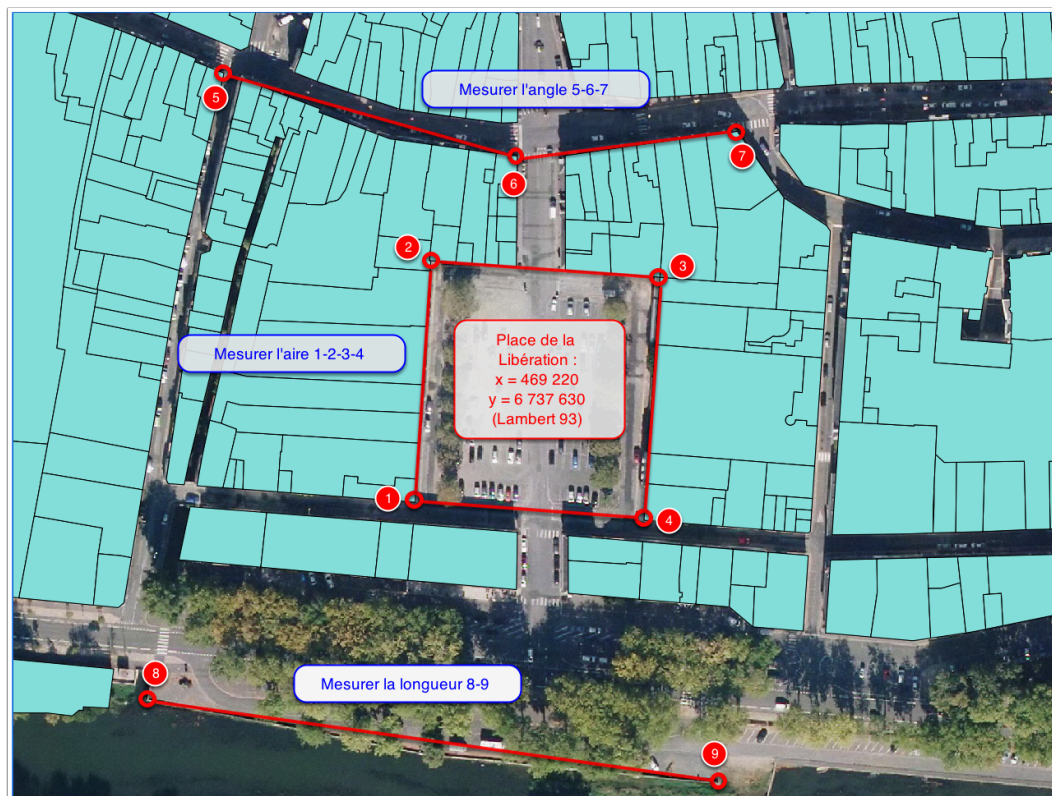 5
Mesurer l'angle 5-6-7
7
6
2
3
Mesurer l'aire 1-2-3-4
Place de la
Libération :
x = 469 220
y = 6 737 630
(Lambert 93)
1
4
8
Mesurer la longueur 8-9
9